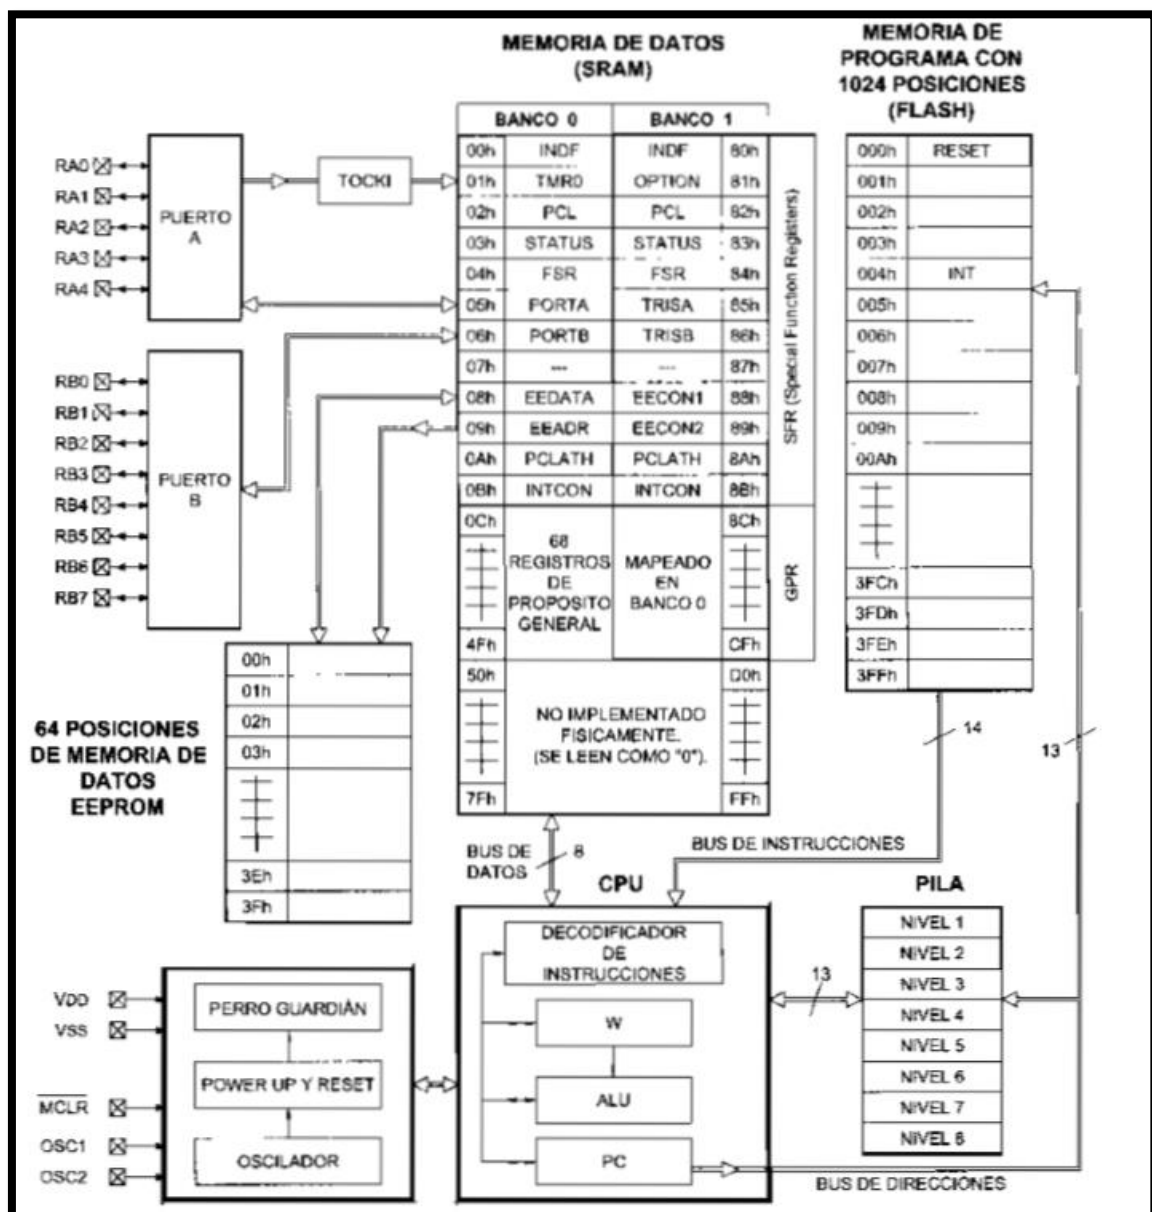 MEMORIA DE DATOS
(SRAM)
MEMORIA DE
PROGRAMA CON
1024 POSICIONES
(FLASH)
BANCO 0
BANCO 1
00h INDF INDF 80h
01h TMR0 OPTION 81h
02h PCL PCL 82h
03h STATUS STATUS 83h
04h FSR FSR 84h
05h PORTA TRISA 85h
06h PORTB TRISB 86h
07h --- --- 87h
08h EEDATA EECON1 88h
09h EEADR EECON2 89h
0Ah PCLATH PCLATH 8Ah
0Bh INTCON INTCON 8Bh
0Ch 8Ch
68
REGISTROS
DE
PROPOSITO
GENERAL
MAPEADO
EN
BANCO 0
4Fh CFh
50h D0h
NO IMPLEMENTADO
FISICAMENTE.
(SE LEEN COMO "0").
7Fh FFh
SFR (Special Function Registers)
GPR
000h RESET
001h
002h
003h
004h INT
005h
006h
007h
008h
009h
00Ah
3FCh
3FDh
3FEh
3FFh
RA0
RA1
RA2
RA3
RA4
PUERTO
A
TOCKI
RB0
RB1
RB2
RB3
RB4
RB5
RB6
RB7
PUERTO
B
64 POSICIONES
DE MEMORIA DE
DATOS
EEPROM
00h
01h
02h
03h
3Eh
3Fh
14
13
BUS DE
DATOS
8
BUS DE INSTRUCCIONES
CPU
PILA
DECODIFICADOR
DE
INSTRUCCIONES
W
ALU
PC
13
NIVEL 1
NIVEL 2
NIVEL 3
NIVEL 4
NIVEL 5
NIVEL 6
NIVEL 7
NIVEL 8
BUS DE DIRECCIONES
VDD
VSS
MCLR
OSC1
OSC2
PERRO GUARDIÁN
POWER UP Y RESET
OSCILADOR